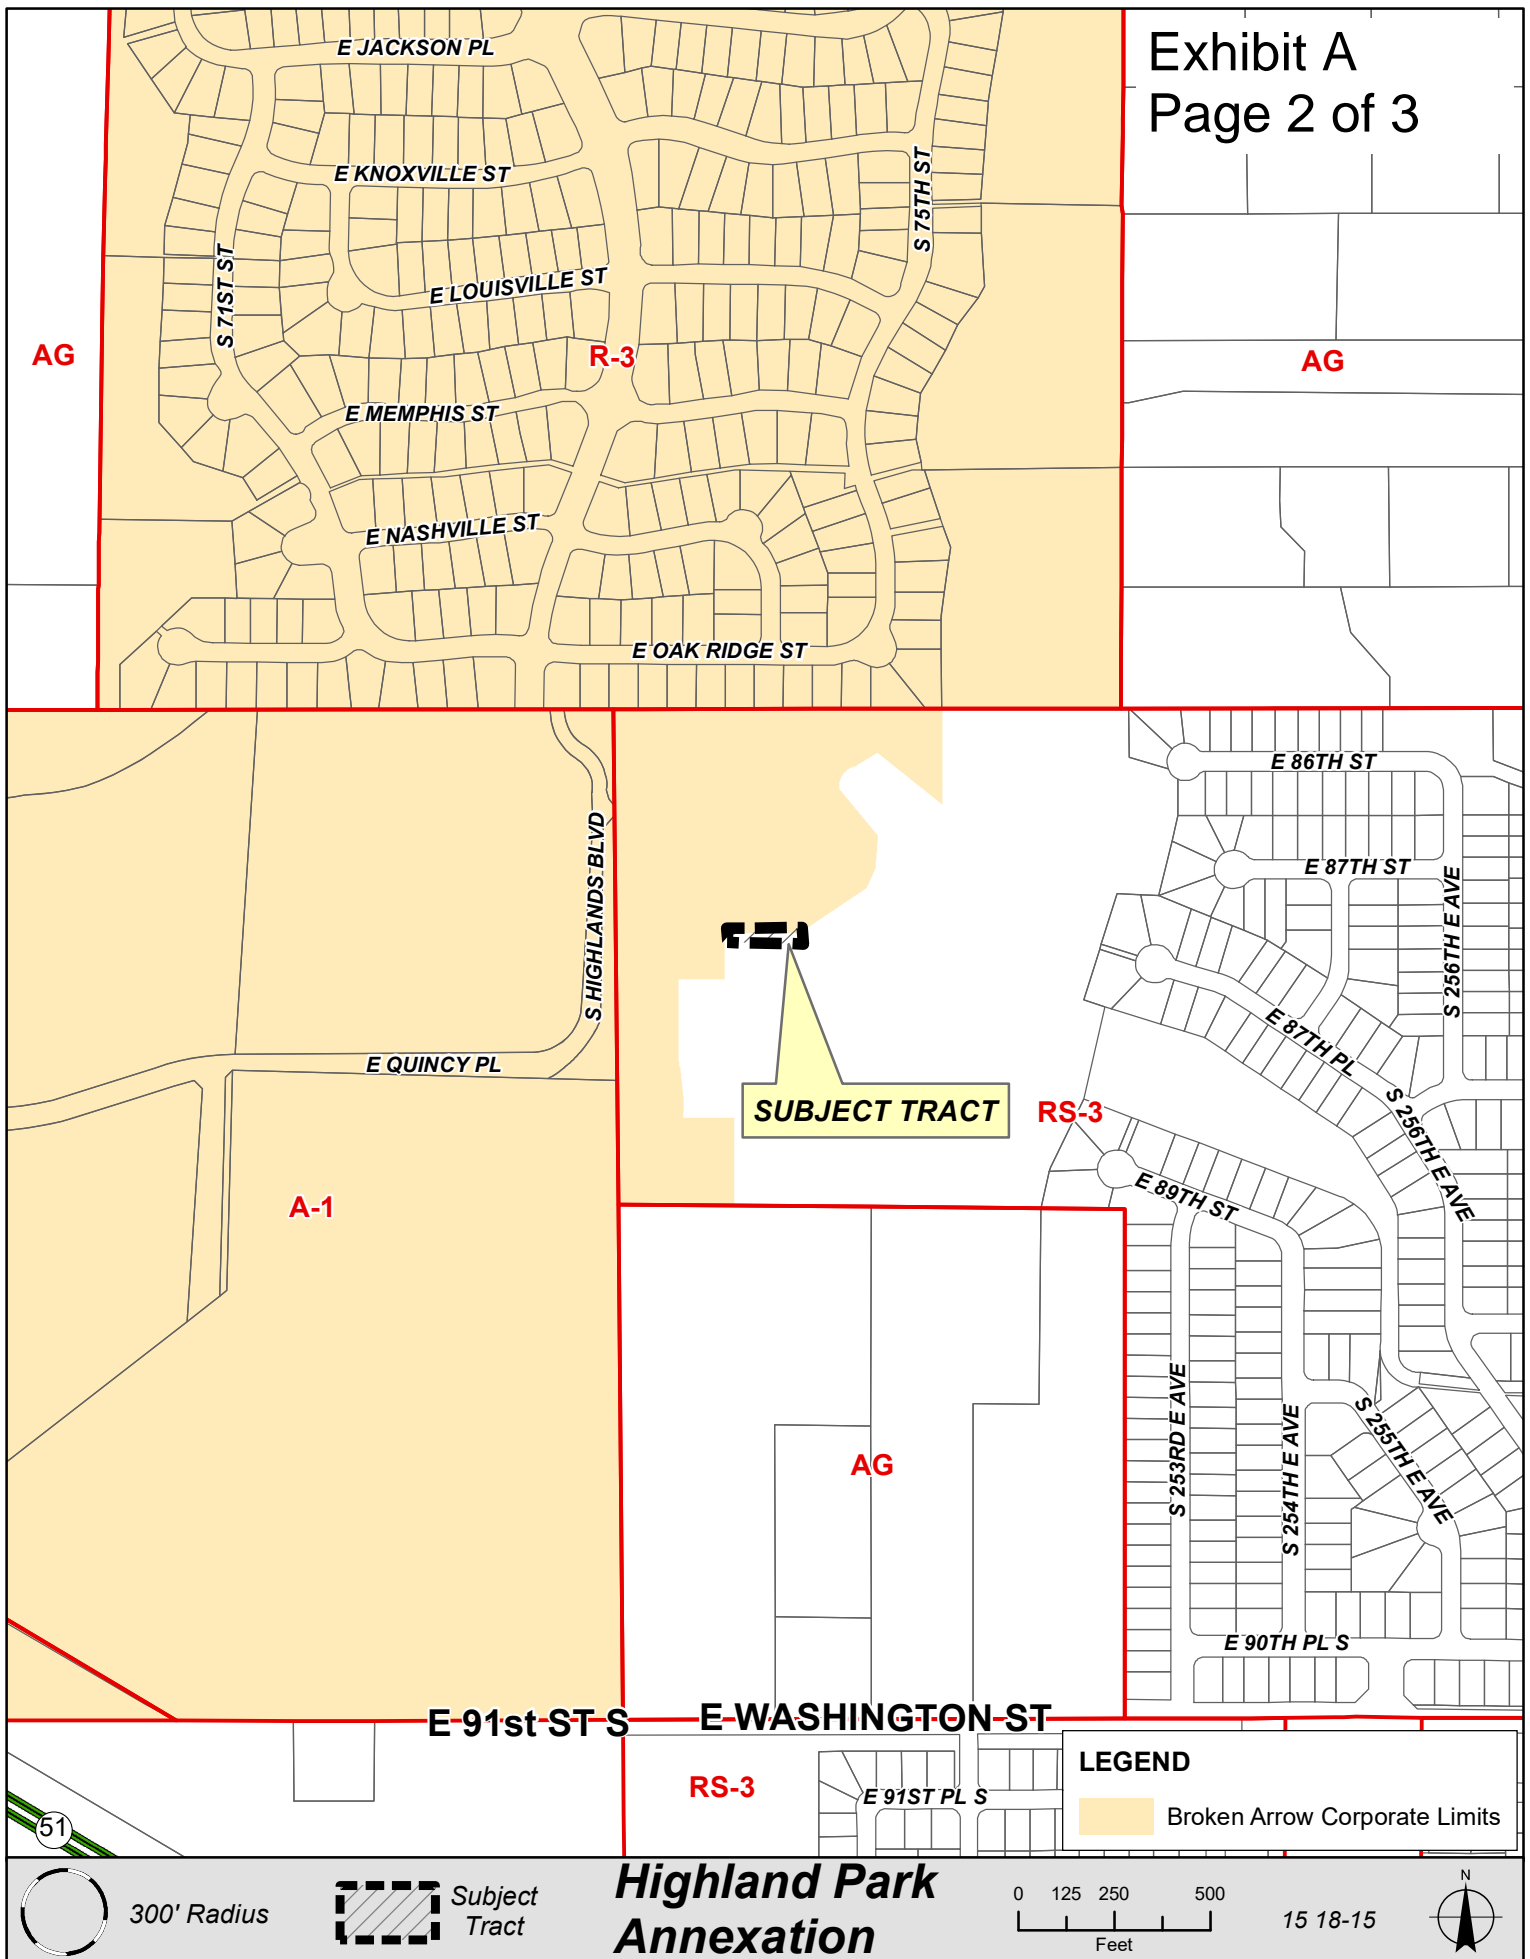 Exhibit A
Page 2 of 3
E JACKSON PL
E KNOXVILLE ST
S 75TH ST
S 71ST ST
E LOUISVILLE ST
AG
R-3
AG
E MEMPHIS ST
E NASHVILLE ST
E OAK RIDGE ST
E 86TH ST
S HIGHLANDS BLVD
E 87TH ST
S 256TH E AVE
E 87TH PL
E QUINCY PL
SUBJECT TRACT
RS-3
S 256TH E AVE
A-1
E 89TH ST
S 253RD E AVE
S 254TH E AVE
S 255TH E AVE
AG
E 90TH PL S
E 91st ST S
E WASHINGTON ST
RS-3
E 91ST PL S
LEGEND
Broken Arrow Corporate Limits
51
300' Radius
Subject
Tract
Highland Park
Annexation
0 125 250 500
Feet
15 18-15
N